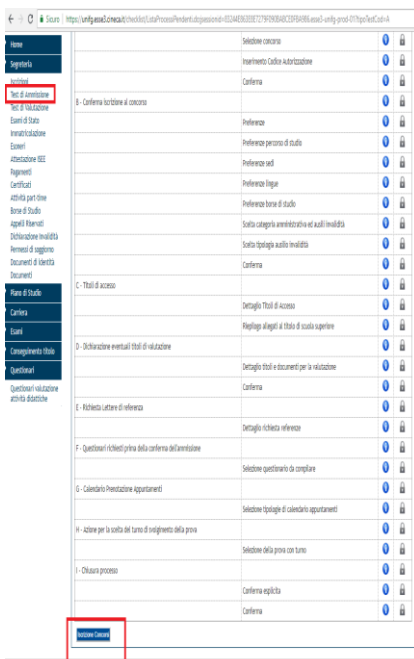 Sicuro | https://unifg.esse3.cineca.it/checklist/ListaProcessiPendenti.do
Home
Segreteria
Iscrizioni
Test di Ammissione
Test di Valutazione
Esami di Stato
Immatricolazione
Esoneri
Attestazione ISEE
Pagamenti
Certificati
Attività part-time
Borse di Studio
Appelli Riservati
Dichiarazione Invalidità
Permessi di soggiorno
Documenti di identità
Documenti
Piano di Studio
Carriera
Esami
Conseguimento titolo
Questionari
Questionari valutazione
attività didattiche
Selezione concorso
Inserimento Codice Autorizzazione
Conferma
B - Conferma iscrizione al concorso
Preferenze
Preferenze percorso di studio
Preferenze sedi
Preferenze lingue
Preferenze borse di studio
Scelta categoria amministrativa ed ausili invalidità
Scelta tipologia ausilio invalidità
Conferma
C - Titoli di accesso
Dettaglio Titoli di Accesso
Riepilogo allegati al titolo di scuola superiore
D - Dichiarazione eventuali titoli di valutazione
Dettaglio titoli e documenti per la valutazione
Conferma
E - Richiesta Lettere di referenza
Dettaglio richiesta referenze
F - Questionari richiesti prima della conferma dell'ammissione
Selezione questionario da compilare
G - Calendario Prenotazione Appuntamenti
Selezione tipologie di calendario appuntamenti
H - Azione per la scelta del turno di svolgimento della prova
Selezione della prova con turno
I - Chiusura processo
Conferma esplicita
Conferma
Iscrizione Concorsi